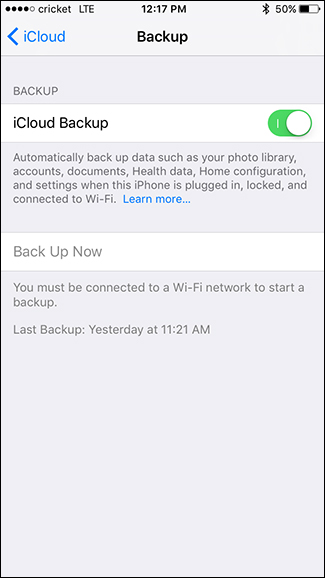 cricket LTE 12:17 PM 50%
iCloud Backup
BACKUP
iCloud Backup
Automatically back up data such as your photo library,
accounts, documents, Health data, Home configuration,
and settings when this iPhone is plugged in, locked, and
connected to Wi-Fi. Learn more...
Back Up Now
You must be connected to a Wi-Fi network to start a
backup.
Last Backup: Yesterday at 11:21 AM